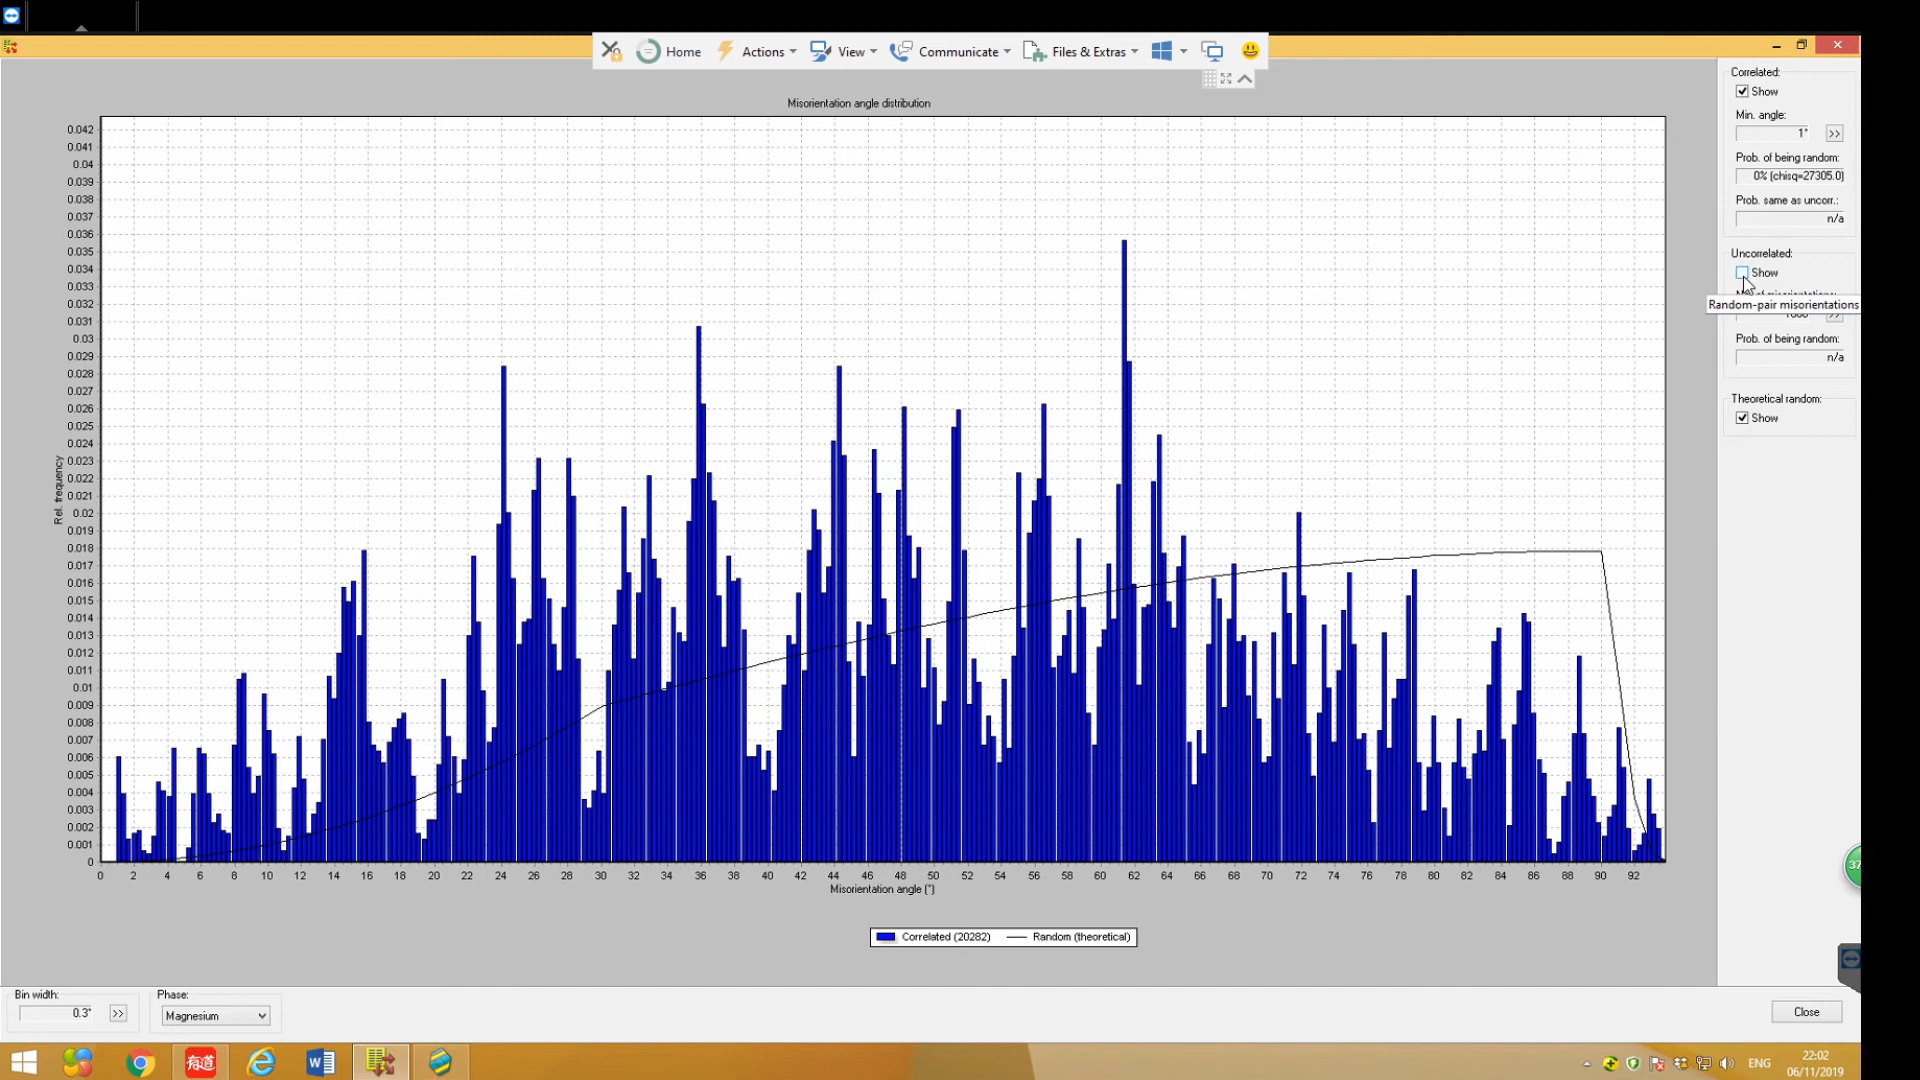 Home
Actions
View
Communicate
Files & Extras
Misorientation angle distribution
0.042
0.041
0.04
0.039
0.038
0.037
0.036
0.035
0.034
0.033
0.032
0.031
0.03
0.029
0.028
0.027
0.026
0.025
0.024
0.023
0.022
0.021
0.02
0.019
0.018
0.017
0.016
0.015
0.014
0.013
0.012
0.011
0.01
0.009
0.008
0.007
0.006
0.005
0.004
0.003
0.002
0.001
0
Rel. frequency
0 2 4 6 8 10 12 14 16 18 20 22 24 26 28 30 32 34 36 38 40 42 44 46 48 50 52 54 56 58 60 62 64 66 68 70 72 74 76 78 80 82 84 86 88 90 92
Misorientation angle (°)
Correlated (20282) Random (theoretical)
Correlated:
Show
Min. angle:
1° >>
Prob. of being random:
0% (chisq=27305.0)
Prob. same as uncorr.:
n/a
Uncorrelated:
Show
Random-pair misorientations
Prob. of being random:
n/a
Theoretical random:
Show
37
Bin width:
0.3° >>
Phase:
Magnesium
Close
有道
W
ENG
22:02
06/11/2019